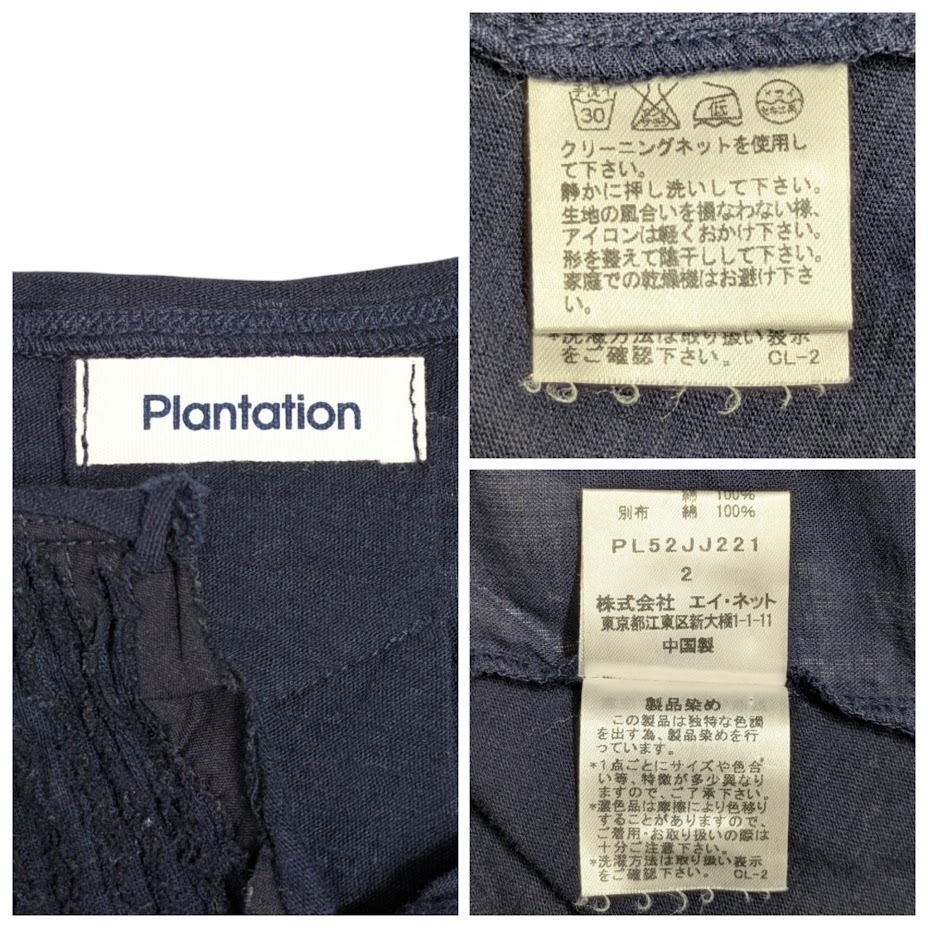 Plantation
手洗イ
30
低
ドライ
セキユ系
クリーニングネットを使用し
て下さい。
静かに押し洗いして下さい。
生地の風合いを損なわない様、
アイロンは軽くおかけ下さい。
形を整えて陰干しして下さい。
家庭での乾燥機はお避け下さ
い。
*洗濯方法は取り扱い表示
をご確認下さい。 CL-2
綿 100%
別布 綿 100%
PL52JJ221
2
株式会社 エイ・ネット
東京都江東区新大橋1-1-11
中国製
製品染め
この製品は独特な色調
を出す為、製品染めを行
っています。
*1点ごとにサイズや色合
い等、特徴が多少異なり
ますので、ご了承下さい。
*濃色品は摩擦により色移り
することがありますので、
ご着用・お取り扱いの際は
十分ご注意下さい。
*洗濯方法は取り扱い表示
をご確認下さい。 CL-2